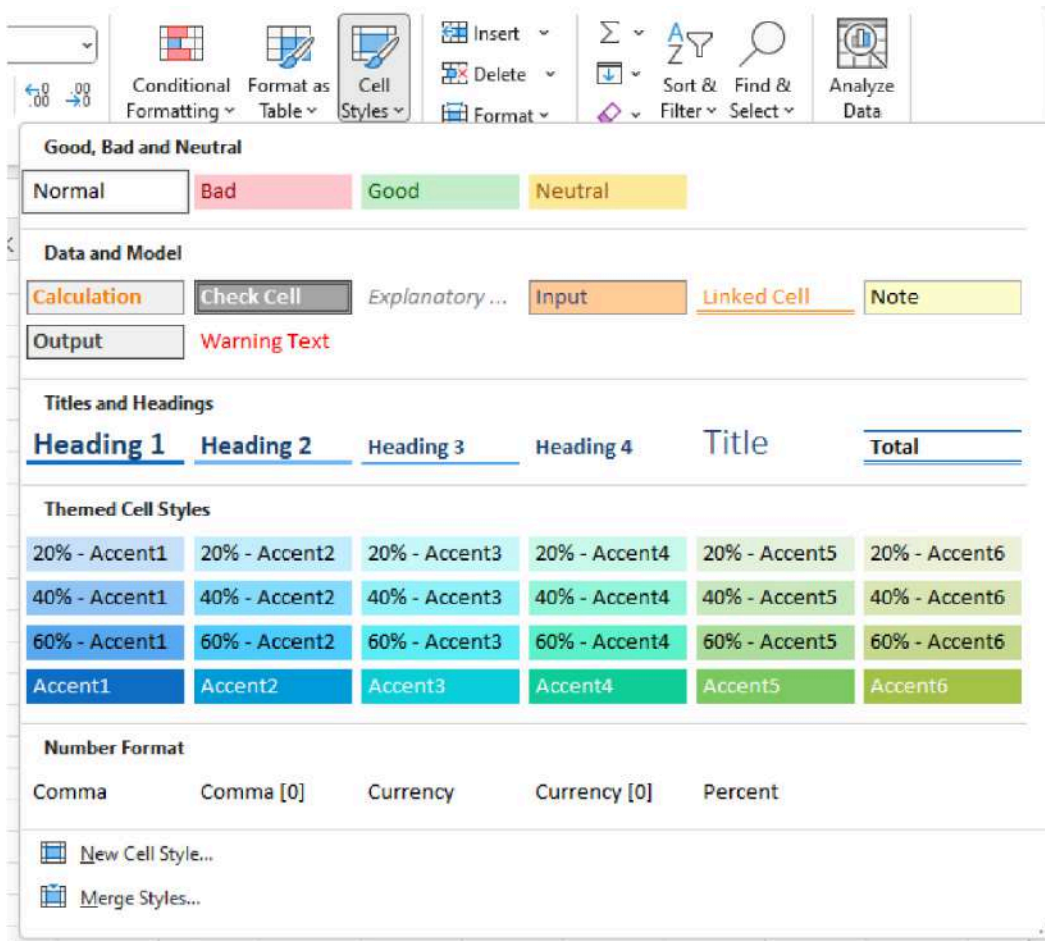 Insert
Delete
Format
Conditional Formatting
Format as Table
Cell Styles
Sort & Filter
Find & Select
Analyze Data
Good, Bad and Neutral
Normal Bad Good Neutral
Data and Model
Calculation Check Cell Explanatory ... Input Linked Cell Note
Output Warning Text
Titles and Headings
Heading 1 Heading 2 Heading 3 Heading 4 Title Total
Themed Cell Styles
20% - Accent1 20% - Accent2 20% - Accent3 20% - Accent4 20% - Accent5 20% - Accent6
40% - Accent1 40% - Accent2 40% - Accent3 40% - Accent4 40% - Accent5 40% - Accent6
60% - Accent1 60% - Accent2 60% - Accent3 60% - Accent4 60% - Accent5 60% - Accent6
Accent1 Accent2 Accent3 Accent4 Accent5 Accent6
Number Format
Comma Comma [0] Currency Currency [0] Percent
New Cell Style...
Merge Styles...